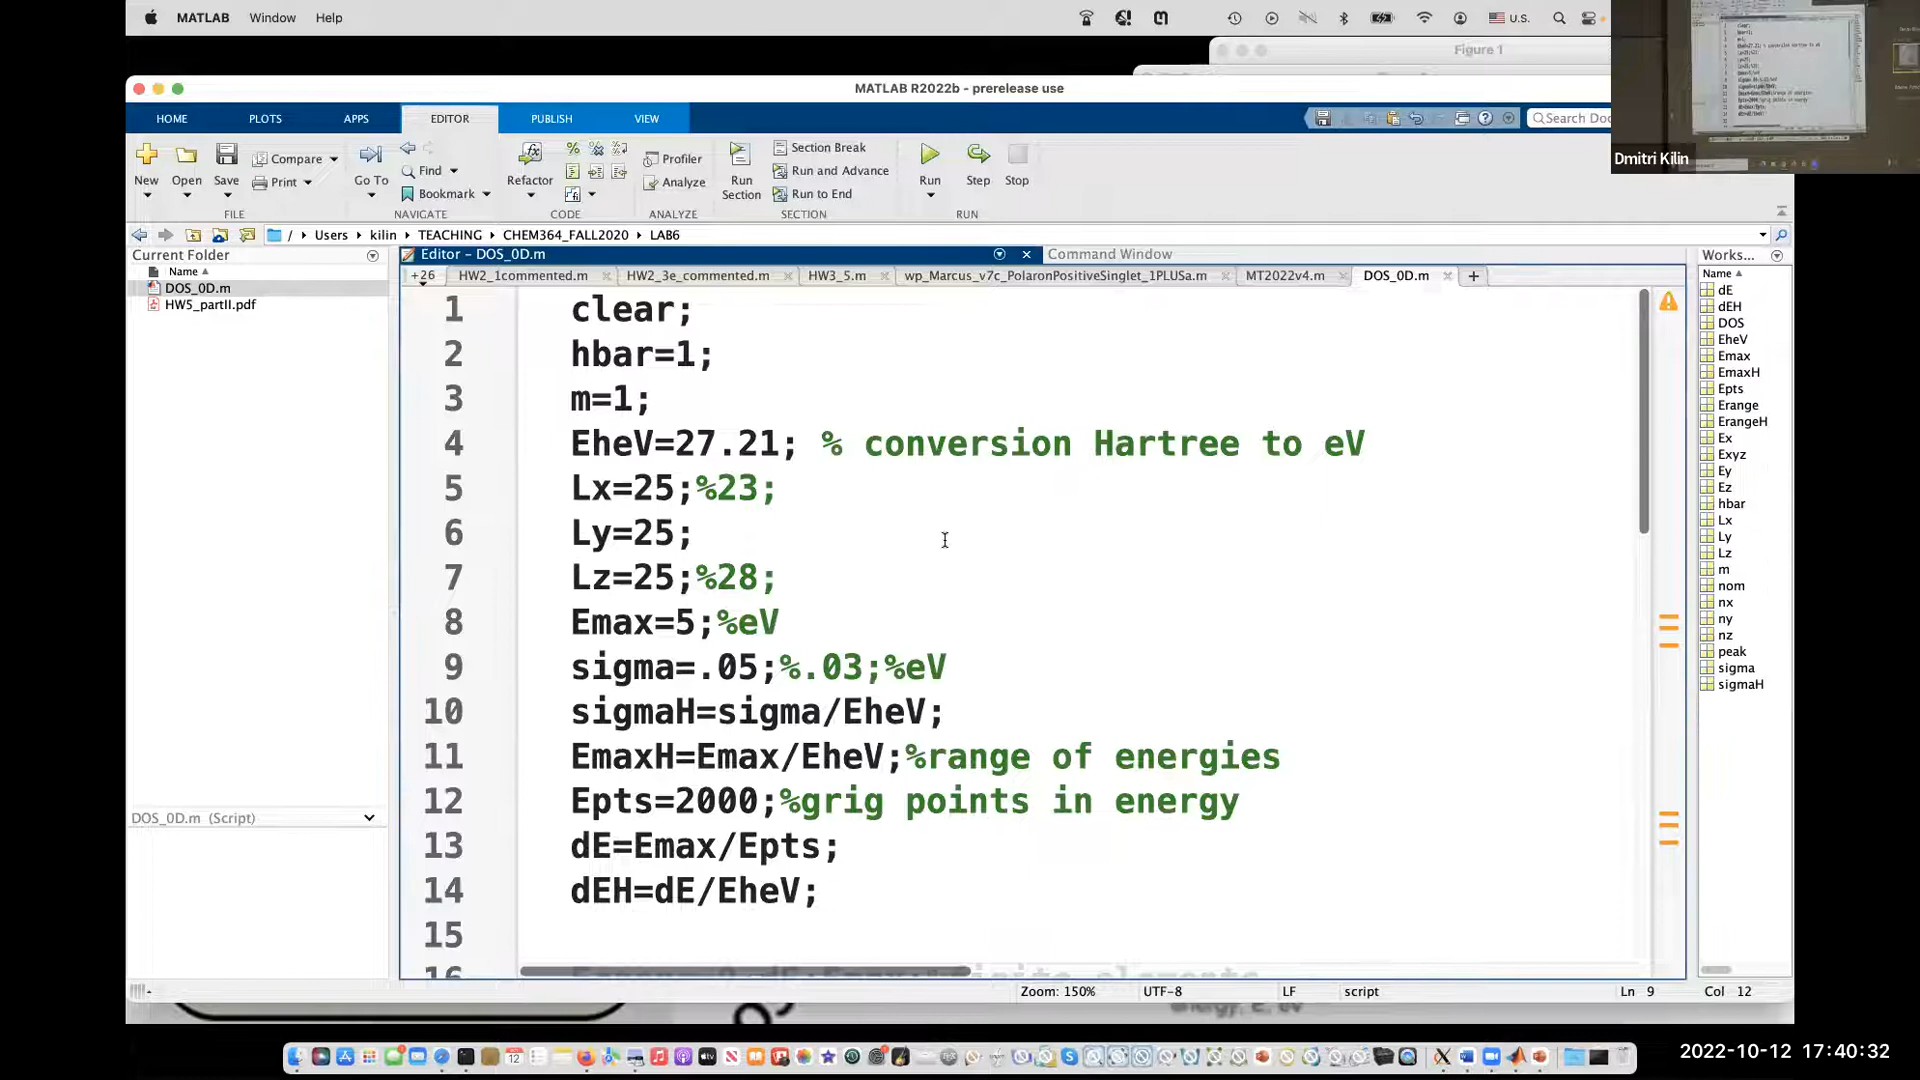 MATLAB Window Help
U.S.
Figure 1
MATLAB R2022b - prerelease use
HOME PLOTS APPS EDITOR PUBLISH VIEW
Search Doc
Dmitri Kilin
New Open Save Compare Print Go To Find Bookmark Refactor Profiler Analyze Run Section Section Break Run and Advance Run to End Run Step Stop
FILE NAVIGATE CODE ANALYZE SECTION RUN
/ Users kilin TEACHING CHEM364_FALL2020 LAB6
Current Folder
Name
DOS_0D.m
HW5_partII.pdf
DOS_0D.m (Script)
Editor - DOS_0D.m
Command Window
+26 HW2_1commented.m HW2_3e_commented.m HW3_5.m wp_Marcus_v7c_PolaronPositiveSinglet_1PLUSa.m MT2022v4.m DOS_0D.m
1 clear;
2 hbar=1;
3 m=1;
4 EheV=27.21; % conversion Hartree to eV
5 Lx=25;%23;
6 Ly=25;
7 Lz=25;%28;
8 Emax=5;%eV
9 sigma=.05;%.03;%eV
10 sigmaH=sigma/EheV;
11 EmaxH=Emax/EheV;%range of energies
12 Epts=2000;%grig points in energy
13 dE=Emax/Epts;
14 dEH=dE/EheV;
15
16
Works...
Name
dE
dEH
DOS
EheV
Emax
EmaxH
Epts
Erange
ErangeH
Ex
Exyz
Ey
Ez
hbar
Lx
Ly
Lz
m
nom
nx
ny
nz
peak
sigma
sigmaH
Zoom: 150% UTF-8 LF script Ln 9 Col 12
energy, E, eV
2022-10-12 17:40:32